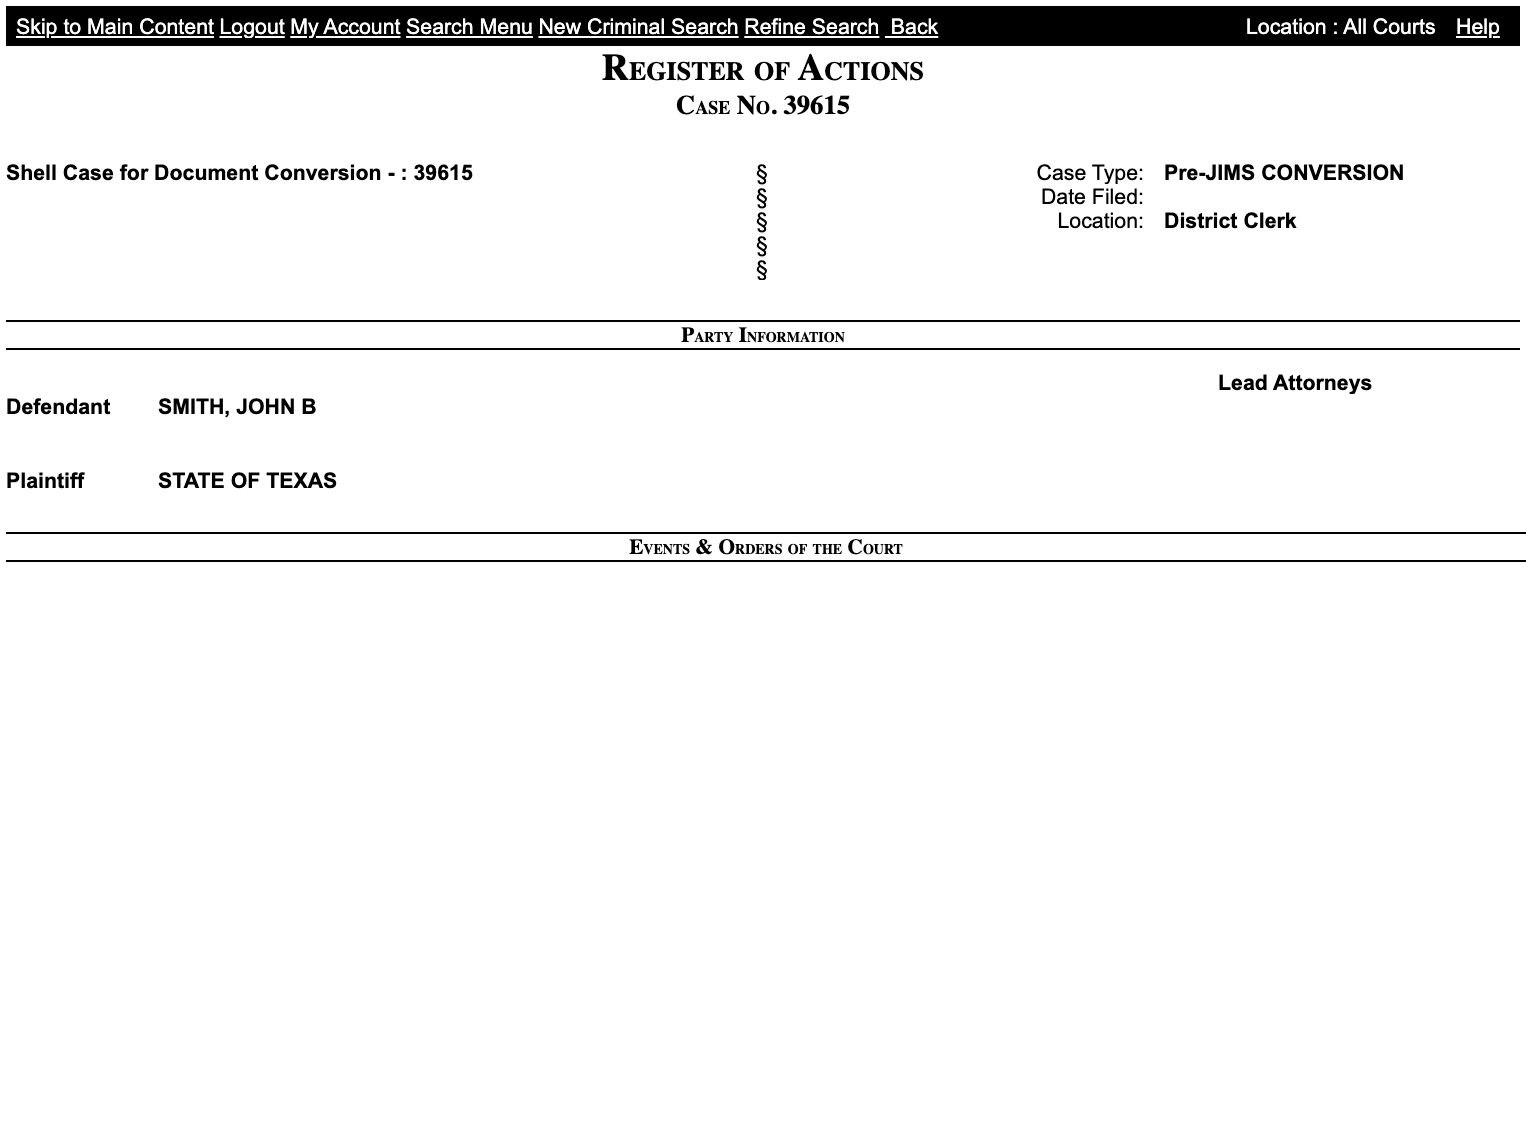 Skip to Main Content Logout My Account Search Menu New Criminal Search Refine Search Back Location : All Courts Help
Register of Actions
Case No. 39615
Shell Case for Document Conversion - : 39615 § Case Type: Pre-JIMS CONVERSION
§ Date Filed:
§ Location: District Clerk
§
§
Party Information
Lead Attorneys
Defendant SMITH, JOHN B
Plaintiff STATE OF TEXAS
Events & Orders of the Court